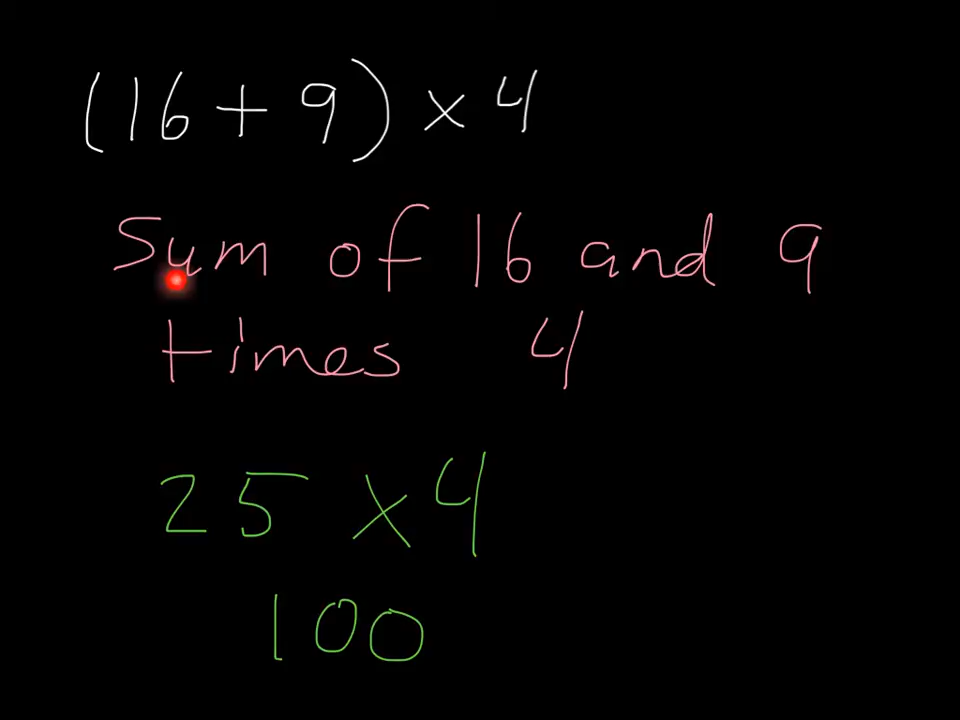 (16 + 9) × 4
Sum of 16 and 9
times 4
25 × 4
100